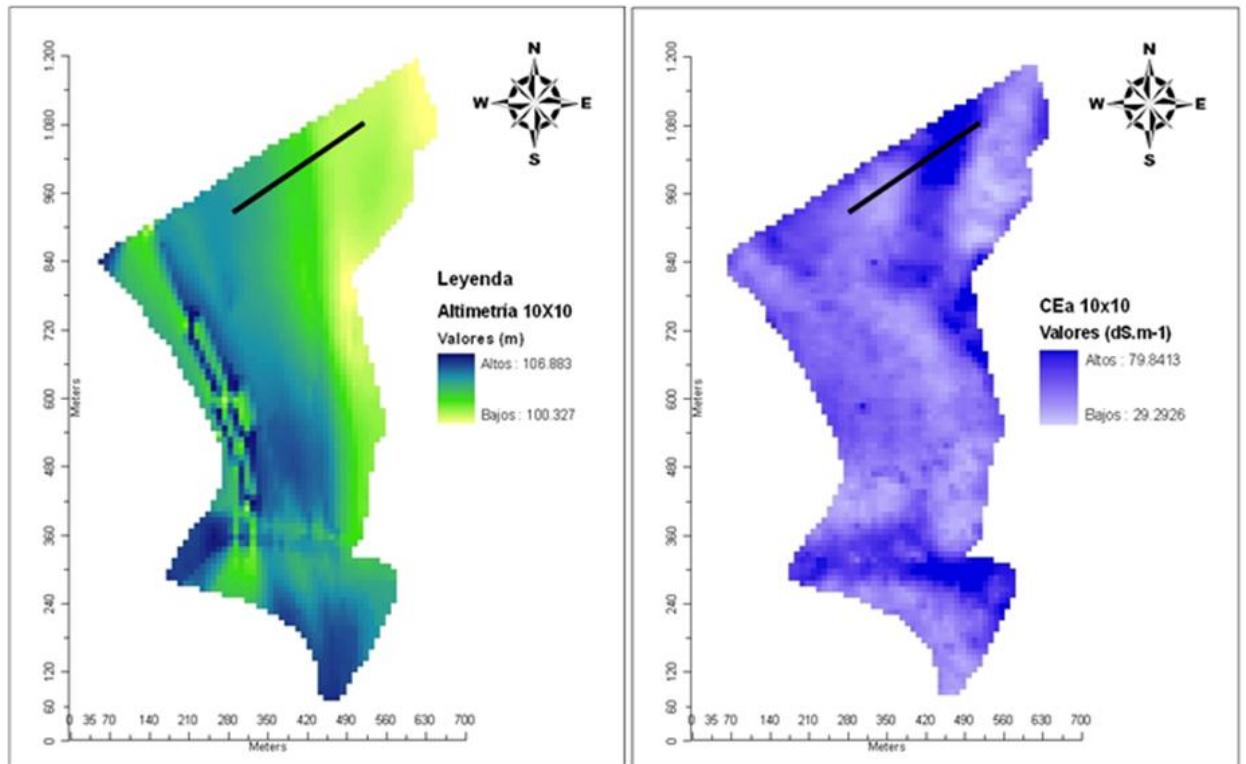 N
W E
S
1.200
1.080
960
840
720
600
480
360
240
120
60
0
Meters
0 35 70 140 210 280 350 420 490 560 630 700
Meters
Leyenda
Altimetría 10X10
Valores (m)
Altos : 106.883
Bajos : 100.327
N
W E
S
1.200
1.080
960
840
720
600
480
360
240
120
60
0
Meters
0 35 70 140 210 280 350 420 490 560 630 700
Meters
CEa 10x10
Valores (dS.m-1)
Altos : 79.8413
Bajos : 29.2926